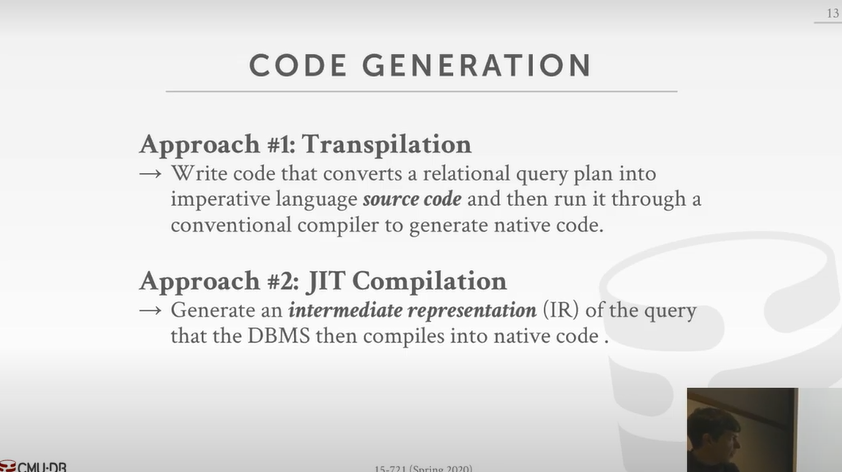 13
CODE GENERATION
Approach #1: Transpilation
→ Write code that converts a relational query plan into
imperative language source code and then run it through a
conventional compiler to generate native code.
Approach #2: JIT Compilation
→ Generate an intermediate representation (IR) of the query
that the DBMS then compiles into native code .
CMU·DB
15-721 (Spring 2020)